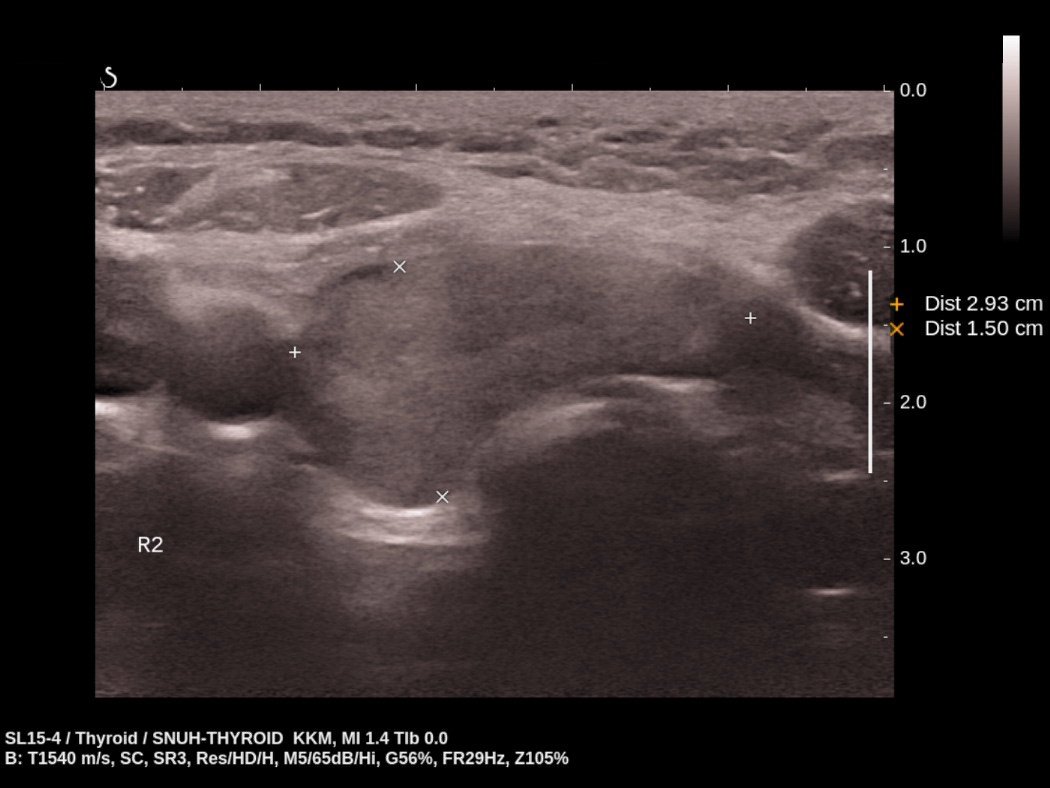 S
0.0
1.0
+ Dist 2.93 cm
× Dist 1.50 cm
2.0
R2
3.0
SL15-4 / Thyroid / SNUH-THYROID KKM, MI 1.4 TIb 0.0
B: T1540 m/s, SC, SR3, Res/HD/H, M5/65dB/Hi, G56%, FR29Hz, Z105%